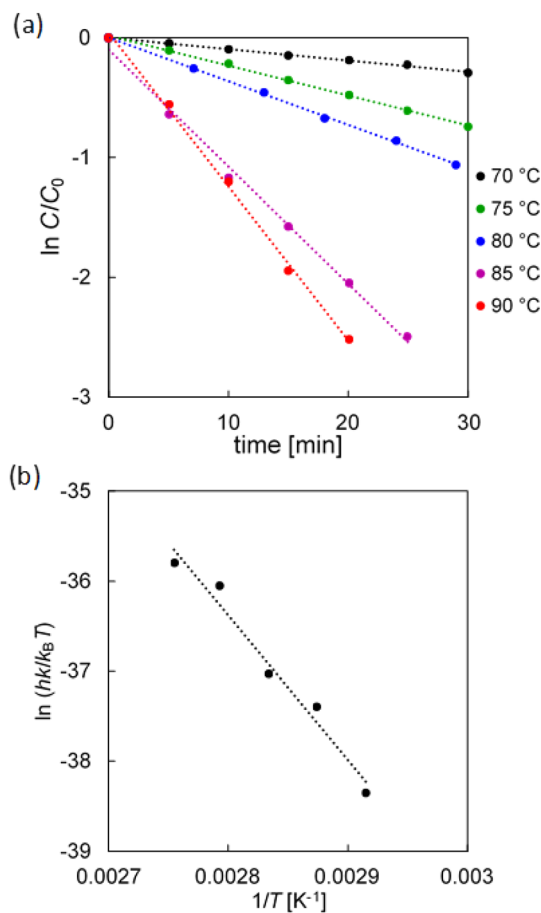 (a)
0
-1
-2
-3
ln C/C₀
0 10 20 30
time [min]
70 °C
75 °C
80 °C
85 °C
90 °C
(b)
-35
-36
-37
-38
-39
ln (hk/k_B T)
0.0027 0.0028 0.0029 0.003
1/T [K⁻¹]